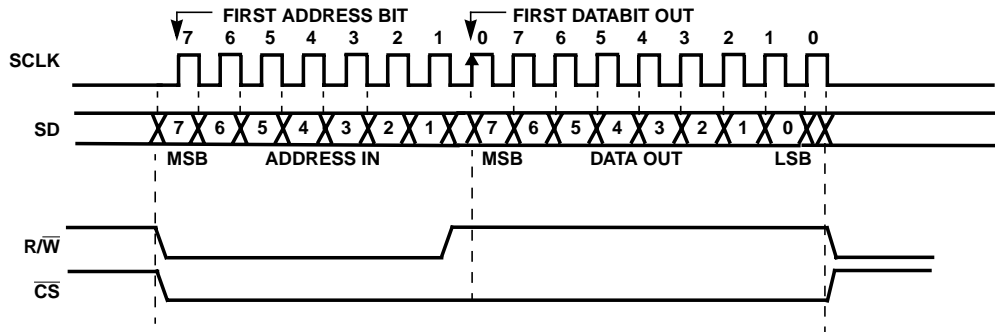 FIRST ADDRESS BIT FIRST DATABIT OUT
7 6 5 4 3 2 1 0 7 6 5 4 3 2 1 0
SCLK
SD 7 6 5 4 3 2 1 7 6 5 4 3 2 1 0
MSB ADDRESS IN MSB DATA OUT LSB
R/W̅
C̅S̅